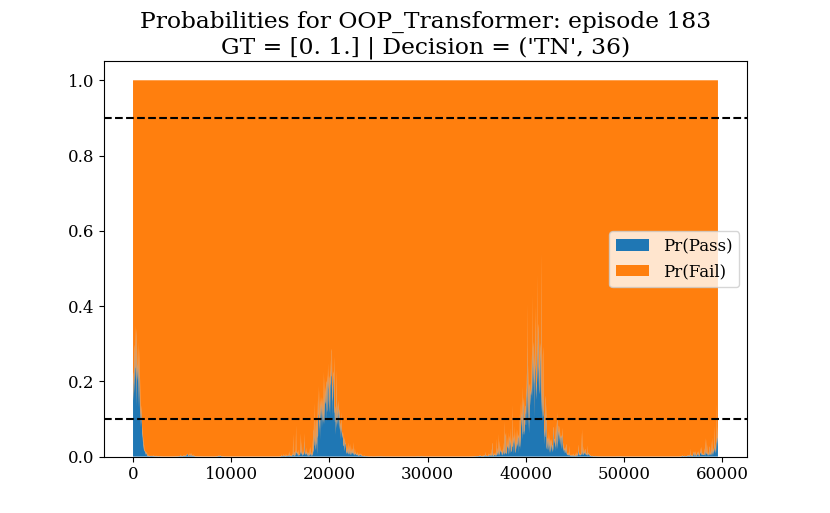 Probabilities for OOP_Transformer: episode 183
GT = [0. 1.] | Decision = ('TN', 36)
1.0
0.8
0.6
0.4
0.2
0.0
Pr(Pass)
Pr(Fail)
0 10000 20000 30000 40000 50000 60000